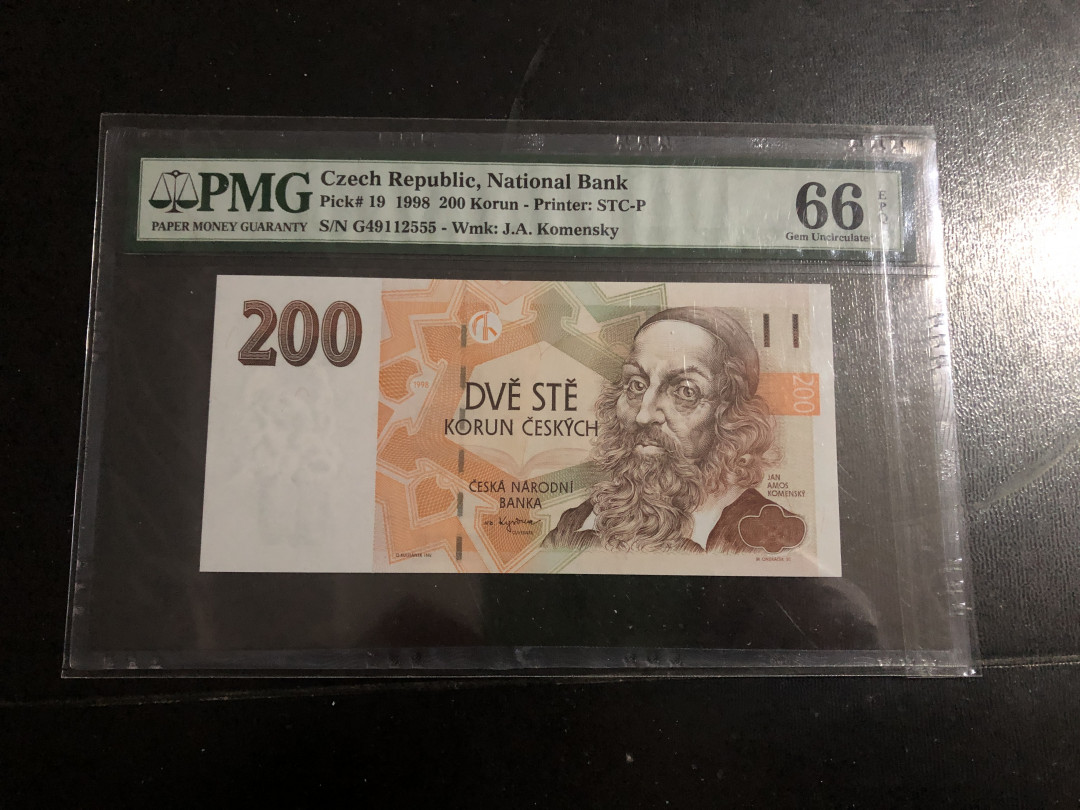 PMG
PAPER MONEY GUARANTY
Czech Republic, National Bank
Pick# 19 1998 200 Korun - Printer: STC-P
S/N G49112555 - Wmk: J.A. Komensky
66 EPQ
Gem Uncirculated
200
1998
DVĚ STĚ
KORUN ČESKÝCH
200
ČESKÁ NÁRODNÍ
BANKA
JAN
AMOS
KOMENSKÝ